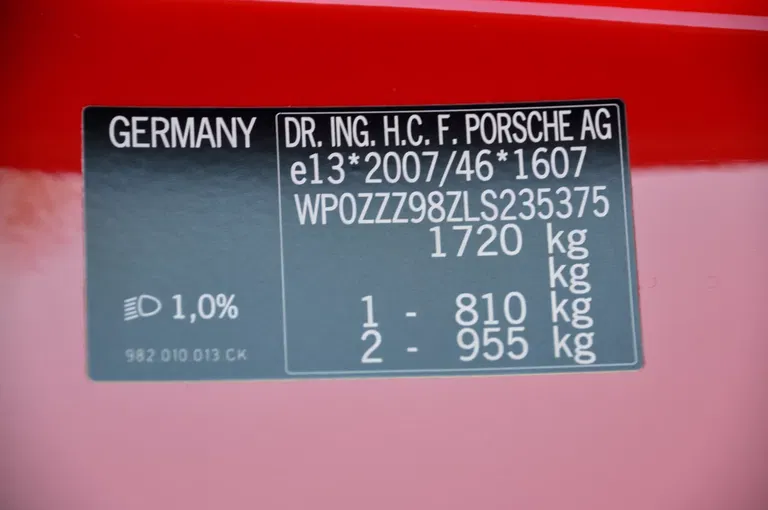 GERMANY
DR. ING. H.C. F. PORSCHE AG
e13*2007/46*1607
WP0ZZZ98ZLS235375
1720 kg
kg
1 - 810 kg
2 - 955 kg
1,0%
982.010.013 CK